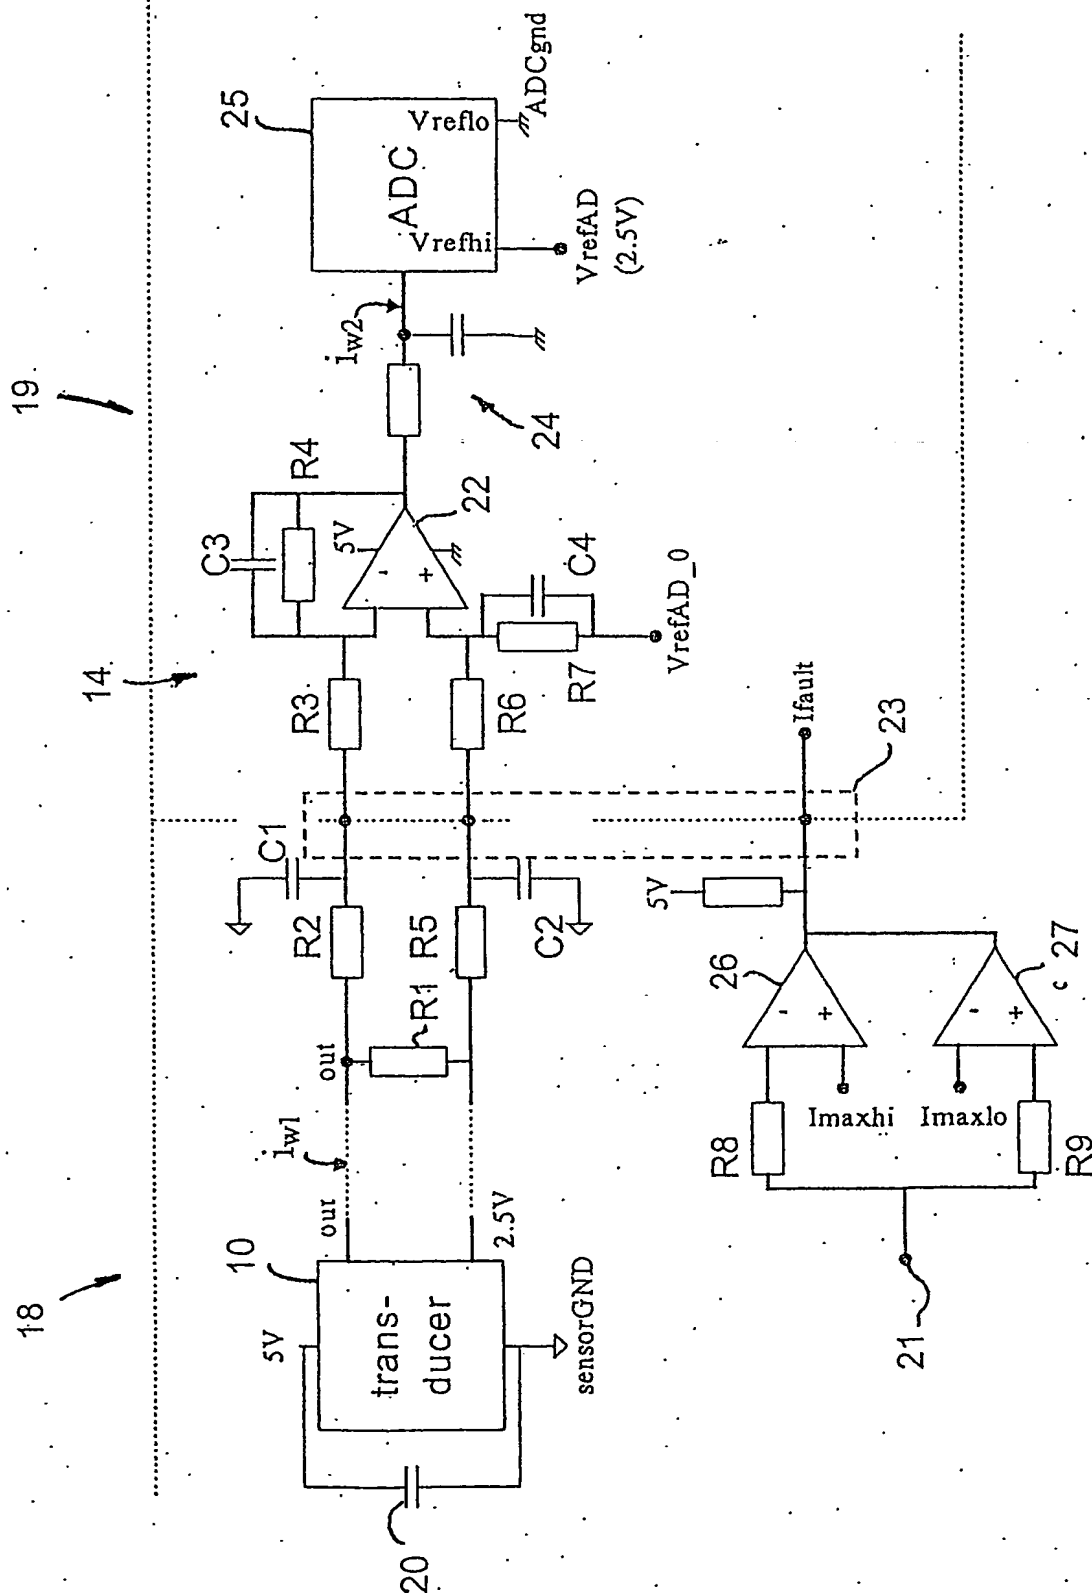 18
19
14
20
5V
10
trans-
ducer
out
2.5V
sensorGND
iw1
out
R1
R2
C1
R5
C2
R3
R6
C3
R4
5V
-
+
22
R7
C4
VrefAD_0
24
iw2
25
ADC
Vrefhi
Vreflo
ADCgnd
VrefAD
(2.5V)
21
R8
R9
Imaxhi
Imaxlo
-
+
26
-
+
27
c
5V
Ifault
23